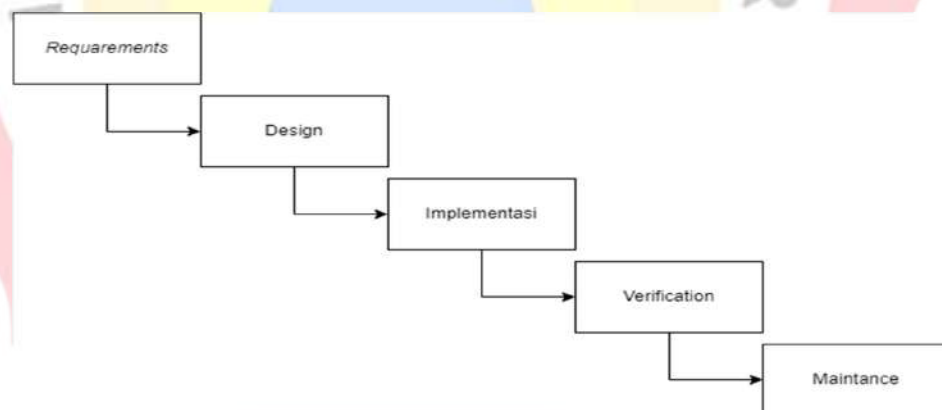 Requarements
Design
Implementasi
Verification
Maintance